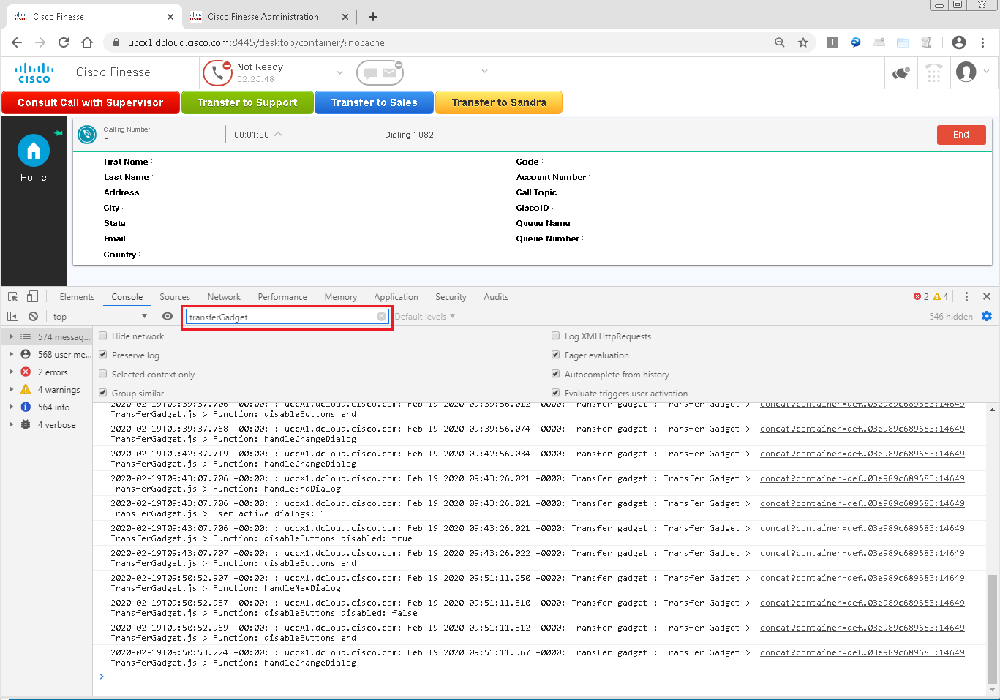 Cisco Finesse
Cisco Finesse Administration
uccx1.dcloud.cisco.com:8445/desktop/container/?nocache
J
CISCO
Cisco Finesse
Not Ready
02:25:48
Consult Call with Supervisor
Transfer to Support
Transfer to Sales
Transfer to Sandra
Home
Calling Number
–
00:01:00
Dialing 1082
End
First Name :
Code :
Last Name :
Account Number :
Address :
Call Topic :
City :
CiscoID :
State :
Queue Name :
Email :
Queue Number :
Country :
Elements Console Sources Network Performance Memory Application Security Audits
2 4
top
transferGadget
Default levels ▼
546 hidden
574 messag...
568 user me...
2 errors
4 warnings
564 info
4 verbose
Hide network
Log XMLHttpRequests
Preserve log
Eager evaluation
Selected context only
Autocomplete from history
Group similar
Evaluate triggers user activation
2020-02-19T09:39:37.706 +00:00: : uccx1.dcloud.cisco.com: Feb 19 2020 09:39:56.012 +0000: Transfer gadget : Transfer Gadget > concat?container=def…03e989c689683:14649
TransferGadget.js > Function: disableButtons end
2020-02-19T09:39:37.768 +00:00: : uccx1.dcloud.cisco.com: Feb 19 2020 09:39:56.074 +0000: Transfer gadget : Transfer Gadget > concat?container=def…03e989c689683:14649
TransferGadget.js > Function: handleChangeDialog
2020-02-19T09:42:37.719 +00:00: : uccx1.dcloud.cisco.com: Feb 19 2020 09:42:56.034 +0000: Transfer gadget : Transfer Gadget > concat?container=def…03e989c689683:14649
TransferGadget.js > Function: handleChangeDialog
2020-02-19T09:43:07.706 +00:00: : uccx1.dcloud.cisco.com: Feb 19 2020 09:43:26.021 +0000: Transfer gadget : Transfer Gadget > concat?container=def…03e989c689683:14649
TransferGadget.js > Function: handleEndDialog
2020-02-19T09:43:07.706 +00:00: : uccx1.dcloud.cisco.com: Feb 19 2020 09:43:26.021 +0000: Transfer gadget : Transfer Gadget > concat?container=def…03e989c689683:14649
TransferGadget.js > User active dialogs: 1
2020-02-19T09:43:07.706 +00:00: : uccx1.dcloud.cisco.com: Feb 19 2020 09:43:26.021 +0000: Transfer gadget : Transfer Gadget > concat?container=def…03e989c689683:14649
TransferGadget.js > Function: disableButtons disabled: true
2020-02-19T09:43:07.707 +00:00: : uccx1.dcloud.cisco.com: Feb 19 2020 09:43:26.022 +0000: Transfer gadget : Transfer Gadget > concat?container=def…03e989c689683:14649
TransferGadget.js > Function: disableButtons end
2020-02-19T09:50:52.907 +00:00: : uccx1.dcloud.cisco.com: Feb 19 2020 09:51:11.250 +0000: Transfer gadget : Transfer Gadget > concat?container=def…03e989c689683:14649
TransferGadget.js > Function: handleNewDialog
2020-02-19T09:50:52.967 +00:00: : uccx1.dcloud.cisco.com: Feb 19 2020 09:51:11.310 +0000: Transfer gadget : Transfer Gadget > concat?container=def…03e989c689683:14649
TransferGadget.js > Function: disableButtons disabled: false
2020-02-19T09:50:52.969 +00:00: : uccx1.dcloud.cisco.com: Feb 19 2020 09:51:11.312 +0000: Transfer gadget : Transfer Gadget > concat?container=def…03e989c689683:14649
TransferGadget.js > Function: disableButtons end
2020-02-19T09:50:53.224 +00:00: : uccx1.dcloud.cisco.com: Feb 19 2020 09:51:11.567 +0000: Transfer gadget : Transfer Gadget > concat?container=def…03e989c689683:14649
TransferGadget.js > Function: handleChangeDialog
>